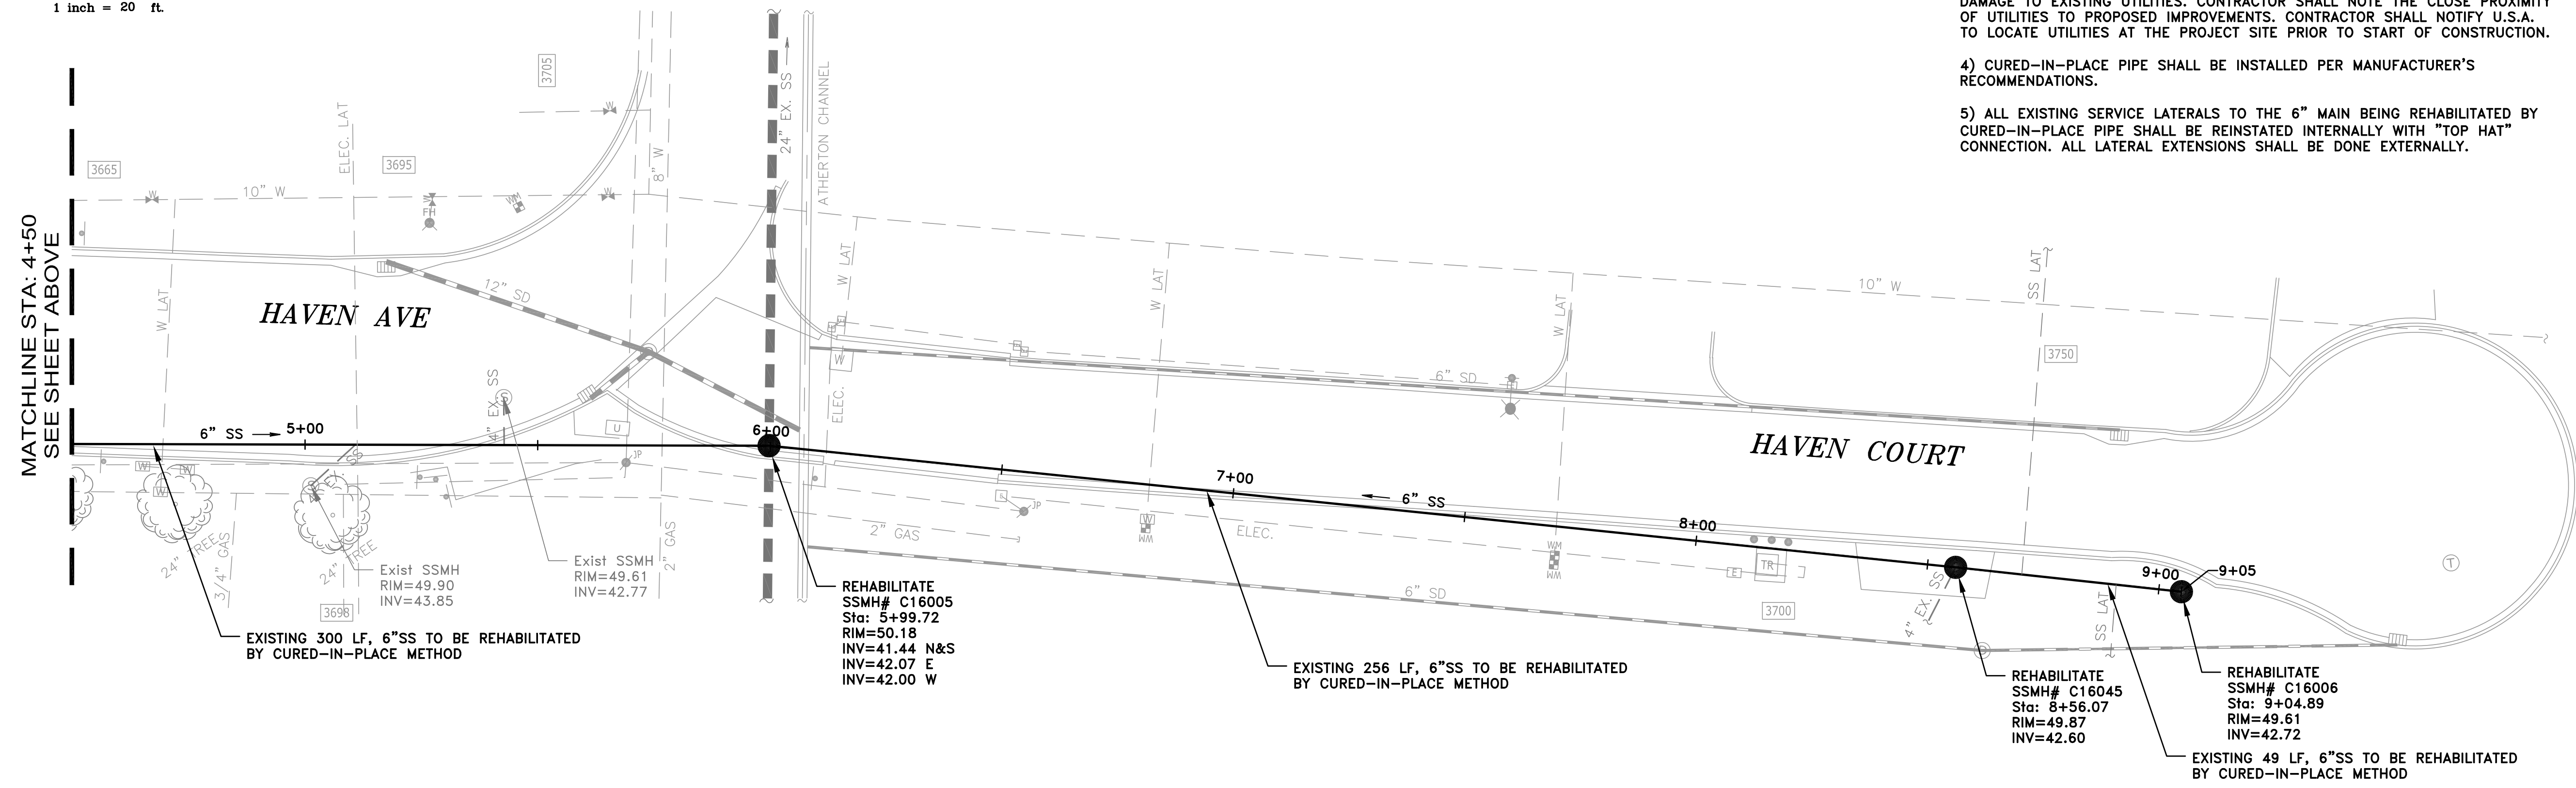 1 inch = 20 ft.
DAMAGE TO EXISTING UTILITIES. CONTRACTOR SHALL NOTE THE CLOSE PROXIMITY
OF UTILITIES TO PROPOSED IMPROVEMENTS. CONTRACTOR SHALL NOTIFY U.S.A.
TO LOCATE UTILITIES AT THE PROJECT SITE PRIOR TO START OF CONSTRUCTION.
4) CURED-IN-PLACE PIPE SHALL BE INSTALLED PER MANUFACTURER'S
RECOMMENDATIONS.
5) ALL EXISTING SERVICE LATERALS TO THE 6" MAIN BEING REHABILITATED BY
CURED-IN-PLACE PIPE SHALL BE REINSTATED INTERNALLY WITH "TOP HAT"
CONNECTION. ALL LATERAL EXTENSIONS SHALL BE DONE EXTERNALLY.
MATCHLINE STA: 4+50
SEE SHEET ABOVE
3665
3695
3705
ELEC. LAT
10" W
W
W
FH
WM
W
W
8" W
24" EX. SS
ATHERTON CHANNEL
HAVEN AVE
12" SD
W LAT
W LAT
W LAT
W LAT
E
E
W
ELEC.
6" SD
10" W
SS LAT
3750
HAVEN COURT
6" SS
5+00
4" EX. SS
4" EX. SS
U
JP
6+00
7+00
6" SS
8+00
9+00
9+05
W
W
W
24" TREE
3/4" GAS
24" TREE
3698
2" GAS
2" GAS
JP
W
WM
ELEC.
WM
E
TR
3700
6" SD
4" EX. SS
SS LAT
T
Exist SSMH
RIM=49.90
INV=43.85
Exist SSMH
RIM=49.61
INV=42.77
EXISTING 300 LF, 6"SS TO BE REHABILITATED
BY CURED-IN-PLACE METHOD
REHABILITATE
SSMH# C16005
Sta: 5+99.72
RIM=50.18
INV=41.44 N&S
INV=42.07 E
INV=42.00 W
EXISTING 256 LF, 6"SS TO BE REHABILITATED
BY CURED-IN-PLACE METHOD
REHABILITATE
SSMH# C16045
Sta: 8+56.07
RIM=49.87
INV=42.60
REHABILITATE
SSMH# C16006
Sta: 9+04.89
RIM=49.61
INV=42.72
EXISTING 49 LF, 6"SS TO BE REHABILITATED
BY CURED-IN-PLACE METHOD